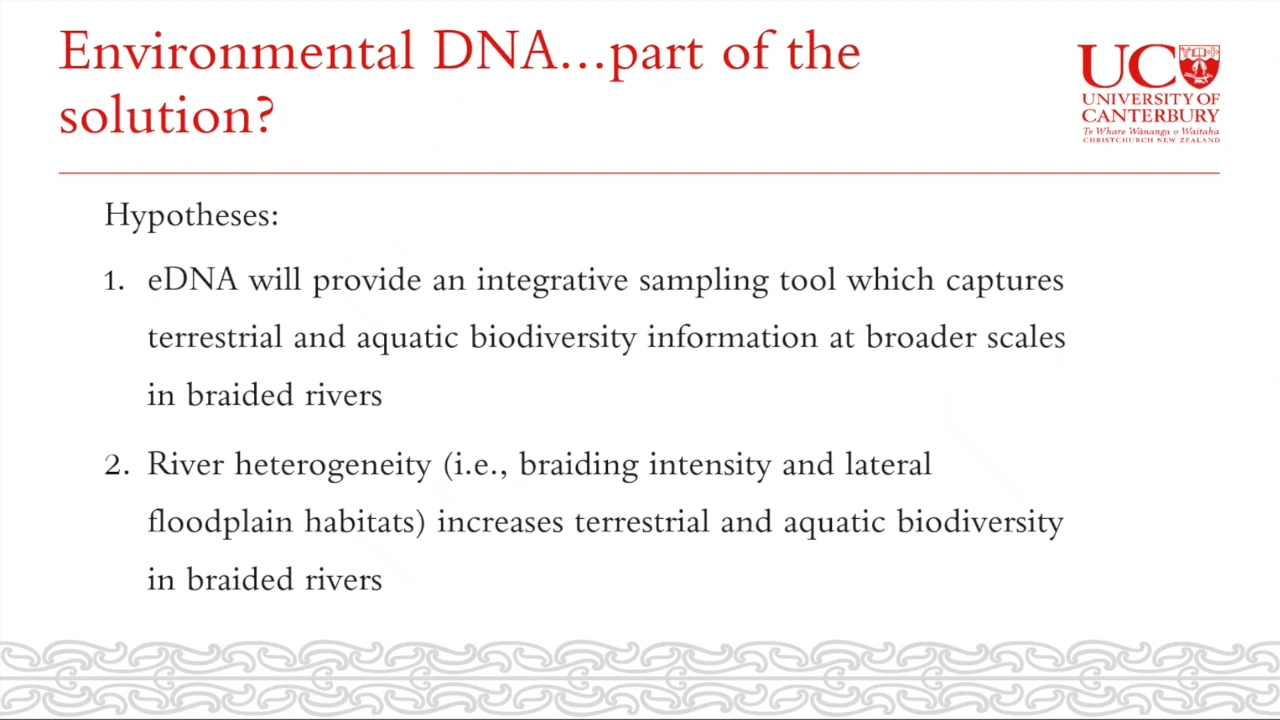 Environmental DNA...part of the
solution?
UC
UNIVERSITY OF
CANTERBURY
Te Whare Wānanga o Waitaha
CHRISTCHURCH NEW ZEALAND
Hypotheses:
1. eDNA will provide an integrative sampling tool which captures
terrestrial and aquatic biodiversity information at broader scales
in braided rivers
2. River heterogeneity (i.e., braiding intensity and lateral
floodplain habitats) increases terrestrial and aquatic biodiversity
in braided rivers